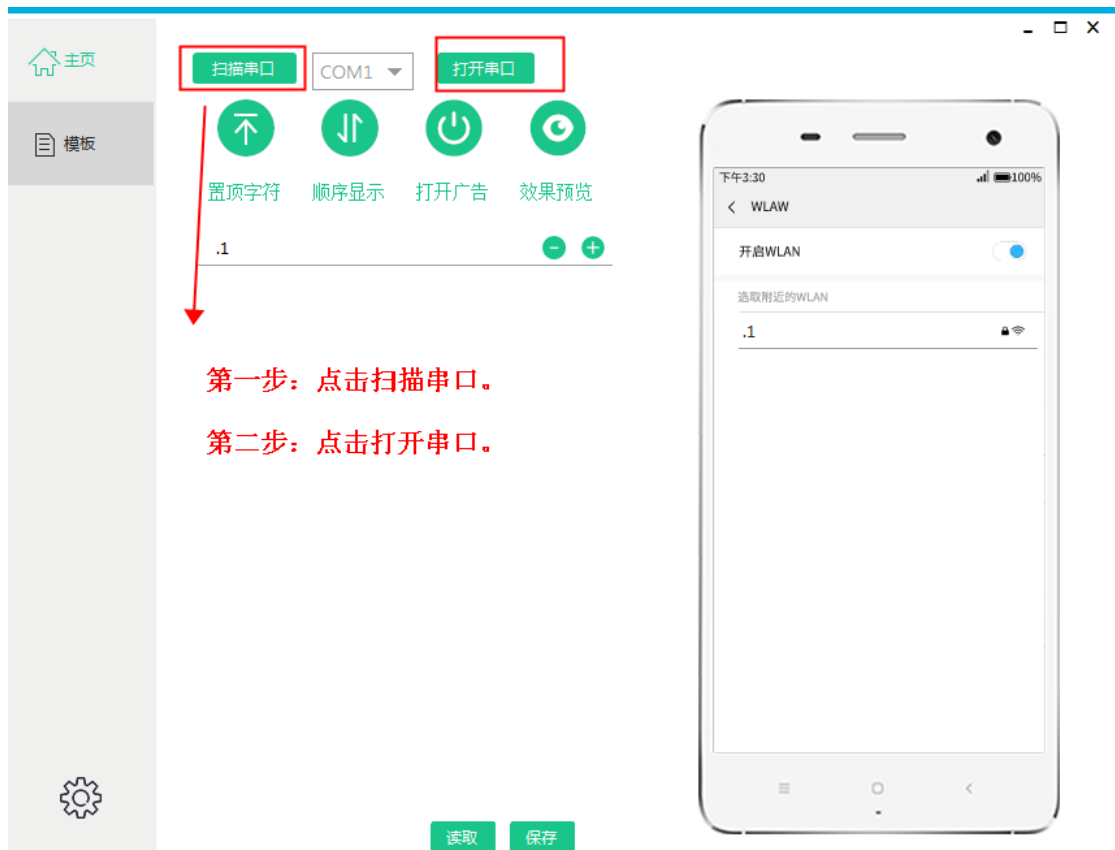 主页
模板
扫描串口 COM1 打开串口
置顶字符 顺序显示 打开广告 效果预览
.1
第一步：点击扫描串口。
第二步：点击打开串口。
读取 保存
下午3:30 100%
WLAW
开启WLAN
选取附近的WLAN
.1